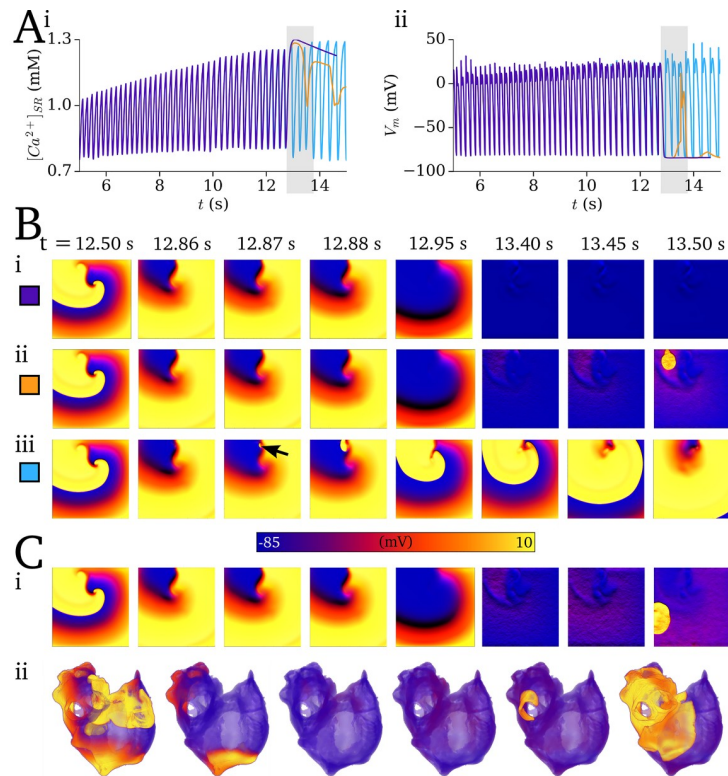 A
i
ii
1.3
1.0
0.7
[Ca²⁺]SR (mM)
6 8 10 12 14
t (s)
50
0
−50
−100
Vm (mV)
6 8 10 12 14
t (s)
B
t = 12.50 s 12.86 s 12.87 s 12.88 s 12.95 s 13.40 s 13.45 s 13.50 s
i
ii
iii
-85 (mV) 10
C
i
ii